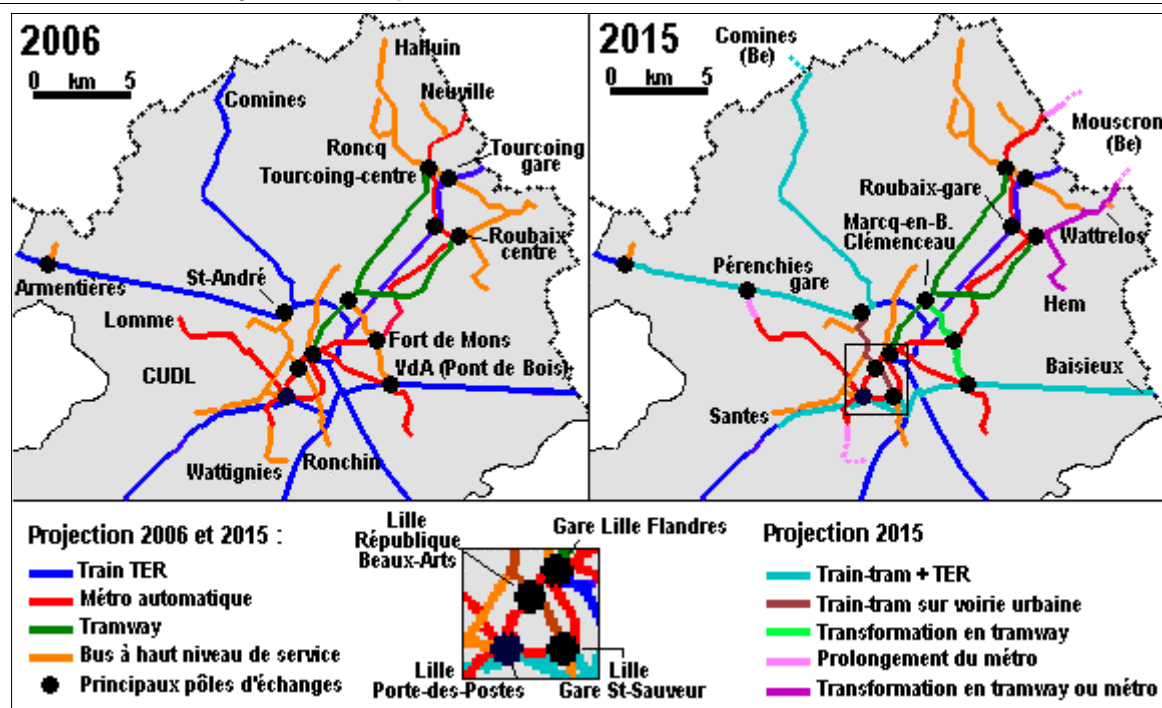 2006
0 km 5
Halluin
Comines
Neuville
Roncq
Tourcoing
gare
Tourcoing-centre
Roubaix
centre
St-André
Armentières
Lomme
Fort de Mons
CUDL
VdA (Pont de Bois)
Wattignies
Ronchin
2015
0 km 5
Comines
(Be)
Mouscron
(Be)
Roubaix-gare
Marcq-en-B.
Clémenceau
Wattrelos
Pérenchies
gare
Hem
Baisieux
Santes
Projection 2006 et 2015 :
Train TER
Métro automatique
Tramway
Bus à haut niveau de service
Principaux pôles d'échanges
Lille
République
Beaux-Arts
Gare Lille Flandres
Lille
Porte-des-Postes
Lille
Gare St-Sauveur
Projection 2015
Train-tram + TER
Train-tram sur voirie urbaine
Transformation en tramway
Prolongement du métro
Transformation en tramway ou métro